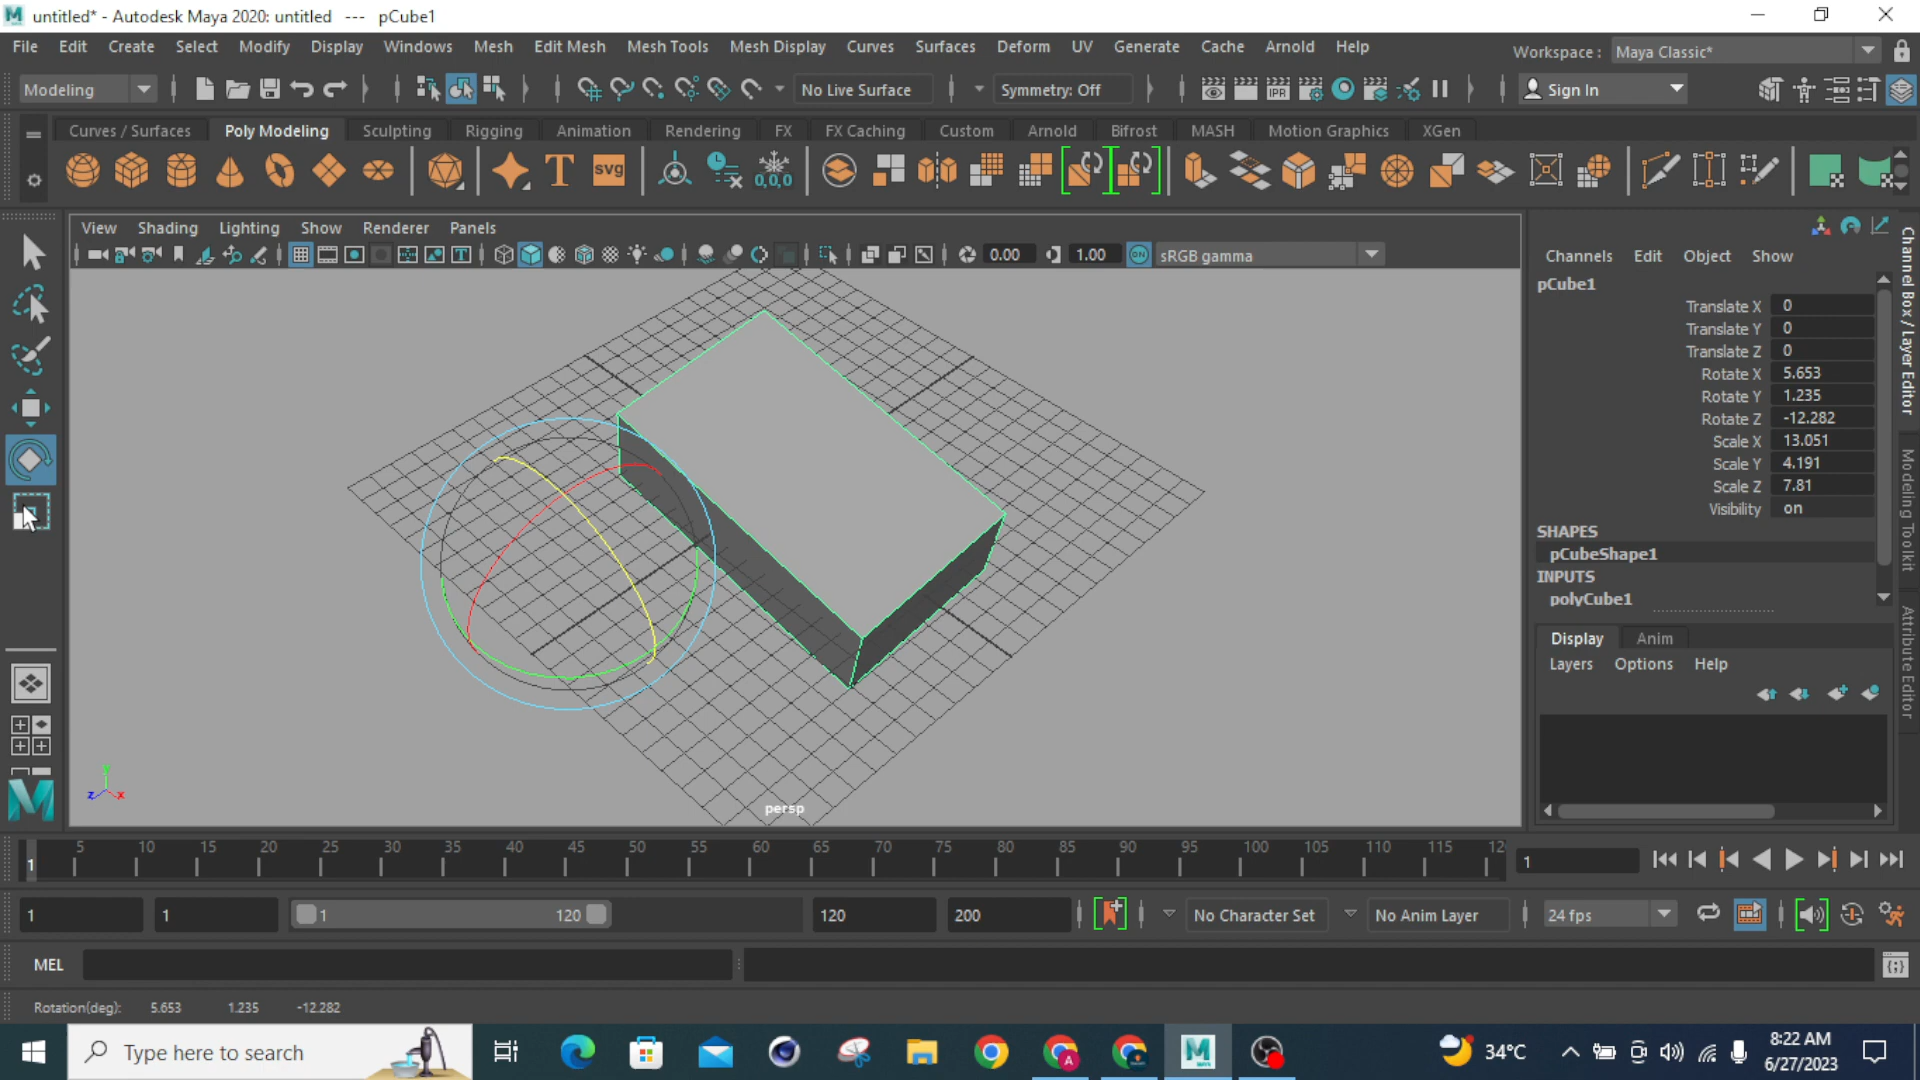 untitled* - Autodesk Maya 2020: untitled --- pCube1
File Edit Create Select Modify Display Windows Mesh Edit Mesh Mesh Tools Mesh Display Curves Surfaces Deform UV Generate Cache Arnold Help
Workspace : Maya Classic*
Modeling
No Live Surface
Symmetry: Off
IPR
Sign In
Curves / Surfaces Poly Modeling Sculpting Rigging Animation Rendering FX FX Caching Custom Arnold Bifrost MASH Motion Graphics XGen
T
SVG
0,0,0
View Shading Lighting Show Renderer Panels
0.00
1.00
ON
sRGB gamma
persp
y
z
x
Channels Edit Object Show
pCube1
Translate X 0
Translate Y 0
Translate Z 0
Rotate X 5.653
Rotate Y 1.235
Rotate Z -12.282
Scale X 13.051
Scale Y 4.191
Scale Z 7.81
Visibility on
SHAPES
pCubeShape1
INPUTS
polyCube1
Display Anim
Layers Options Help
Channel Box / Layer Editor
Modeling Toolkit
Attribute Editor
1 5 10 15 20 25 30 35 40 45 50 55 60 65 70 75 80 85 90 95 100 105 110 115 12
1
1
1
1 120
120
200
No Character Set
No Anim Layer
24 fps
MEL
Rotation(deg): 5.653 1.235 -12.282
Type here to search
A
M
34°C
8:22 AM
6/27/2023